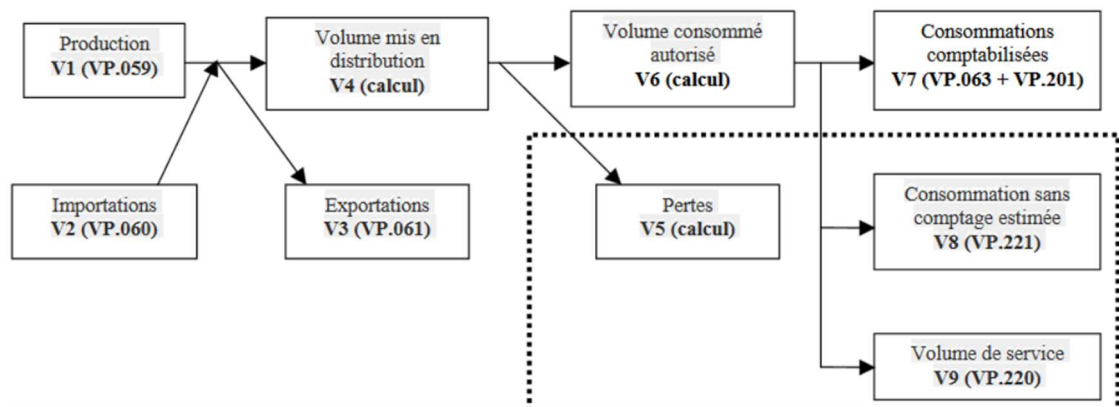 Production
V1 (VP.059)
Volume mis en
distribution
V4 (calcul)
Volume consommé
autorisé
V6 (calcul)
Consommations
comptabilisées
V7 (VP.063 + VP.201)
Importations
V2 (VP.060)
Exportations
V3 (VP.061)
Pertes
V5 (calcul)
Consommation sans
comptage estimée
V8 (VP.221)
Volume de service
V9 (VP.220)